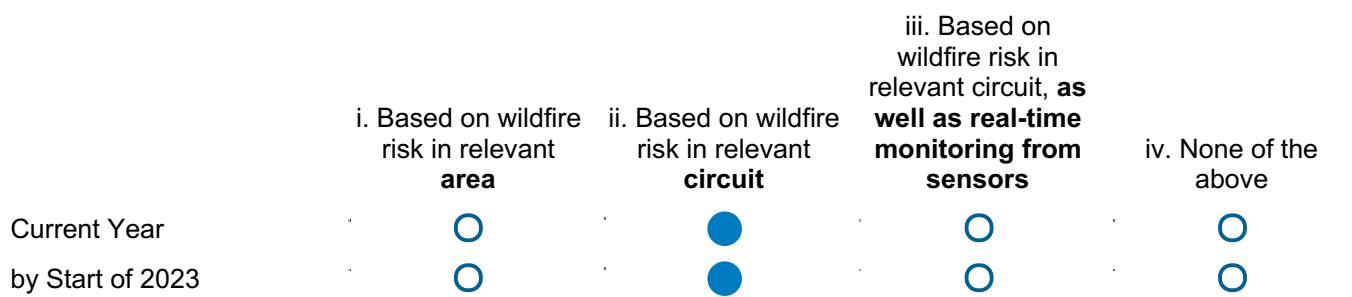 i. Based on wildfire
risk in relevant
area
ii. Based on wildfire
risk in relevant
circuit
iii. Based on
wildfire risk in
relevant circuit, as
well as real-time
monitoring from
sensors
iv. None of the
above
Current Year
by Start of 2023